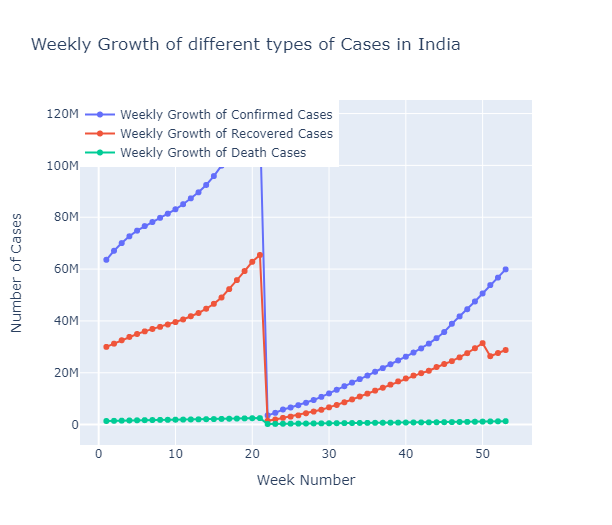 Weekly Growth of different types of Cases in India
Weekly Growth of Confirmed Cases
Weekly Growth of Recovered Cases
Weekly Growth of Death Cases
120M
100M
80M
60M
40M
20M
0
Number of Cases
0 10 20 30 40 50
Week Number